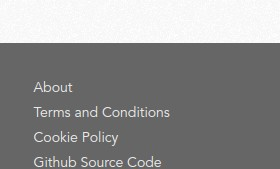 About
Terms and Conditions
Cookie Policy
Github Source Code